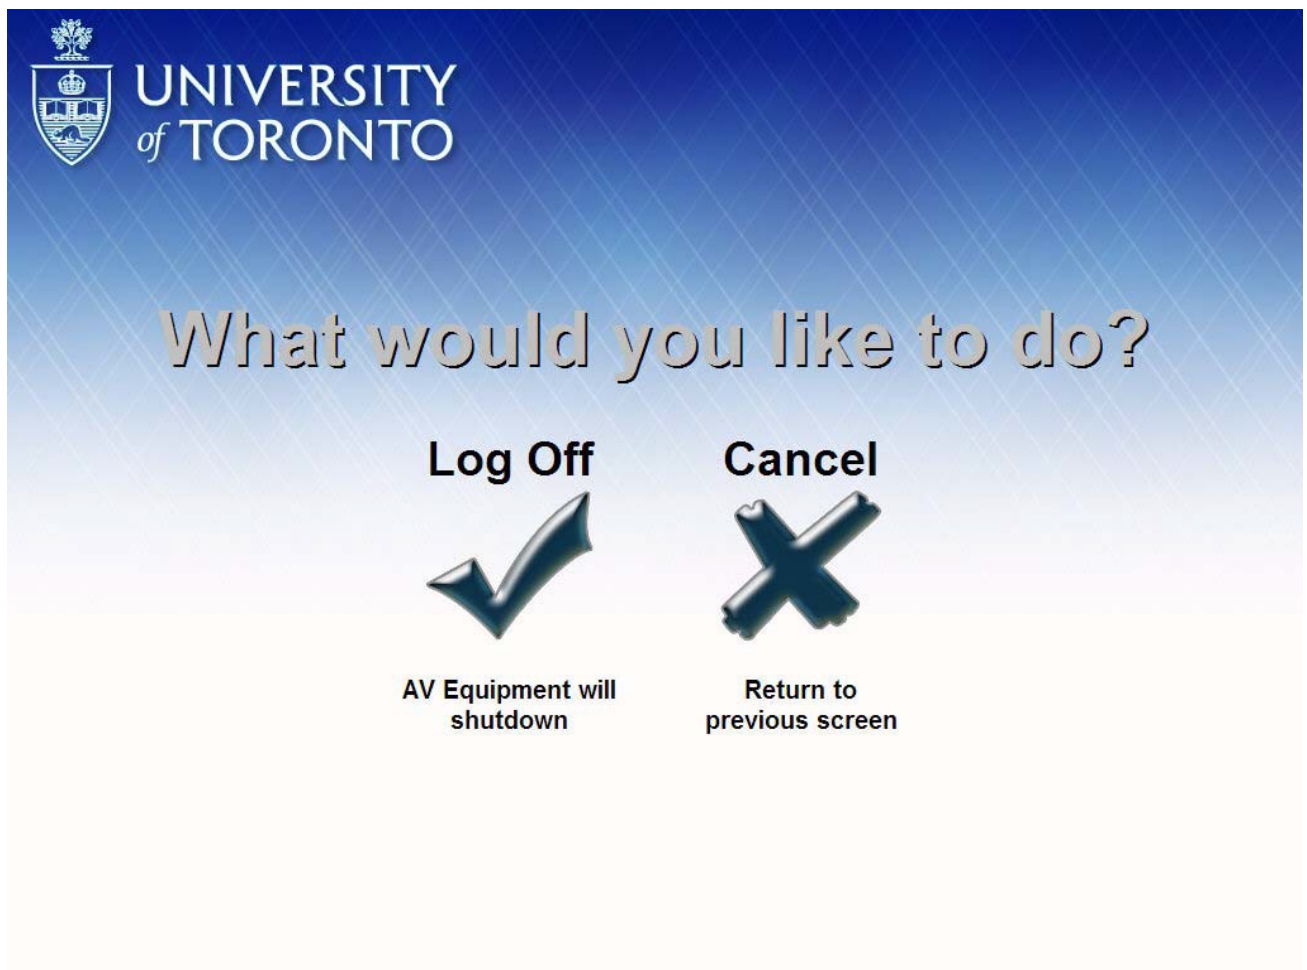 UNIVERSITY
of TORONTO
What would you like to do?
Log Off
Cancel
AV Equipment will
shutdown
Return to
previous screen